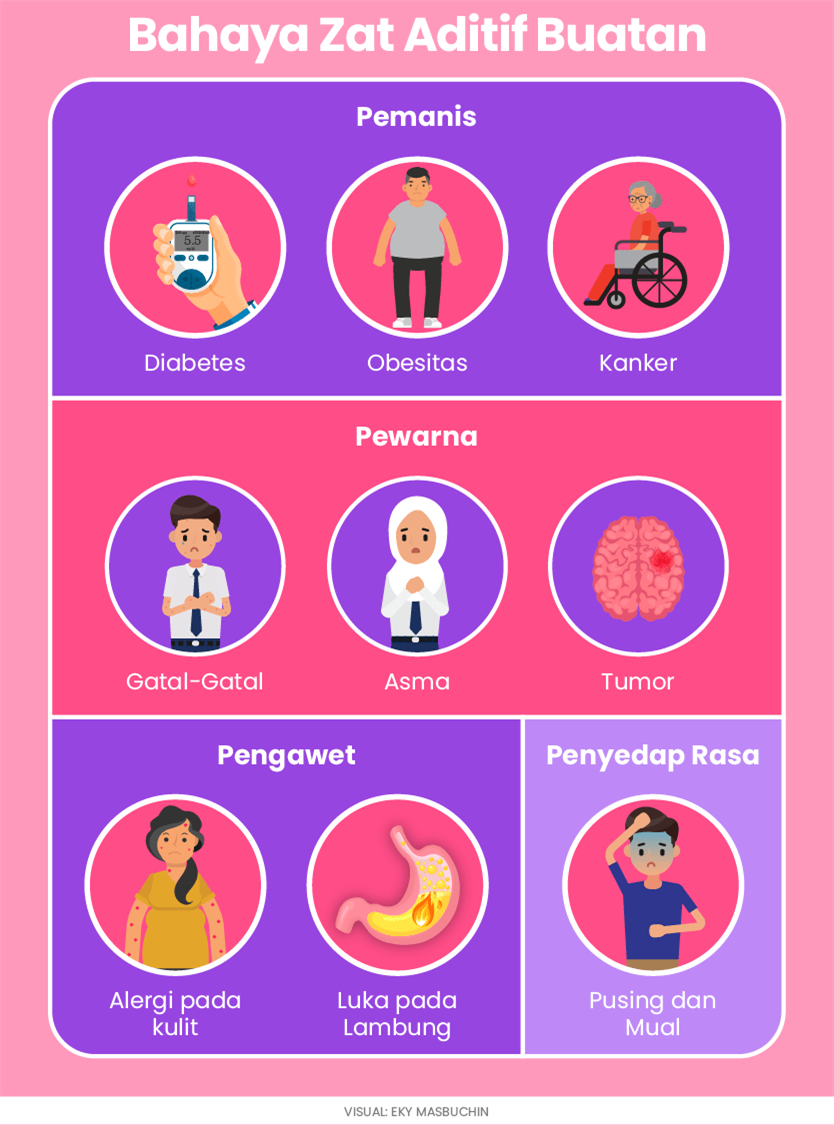 Bahaya Zat Aditif Buatan
Pemanis
5.5
Diabetes
Obesitas
Kanker
Pewarna
Gatal-Gatal
Asma
Tumor
Pengawet
Penyedap Rasa
Alergi pada
kulit
Luka pada
Lambung
Pusing dan
Mual
VISUAL: EKY MASBUCHIN